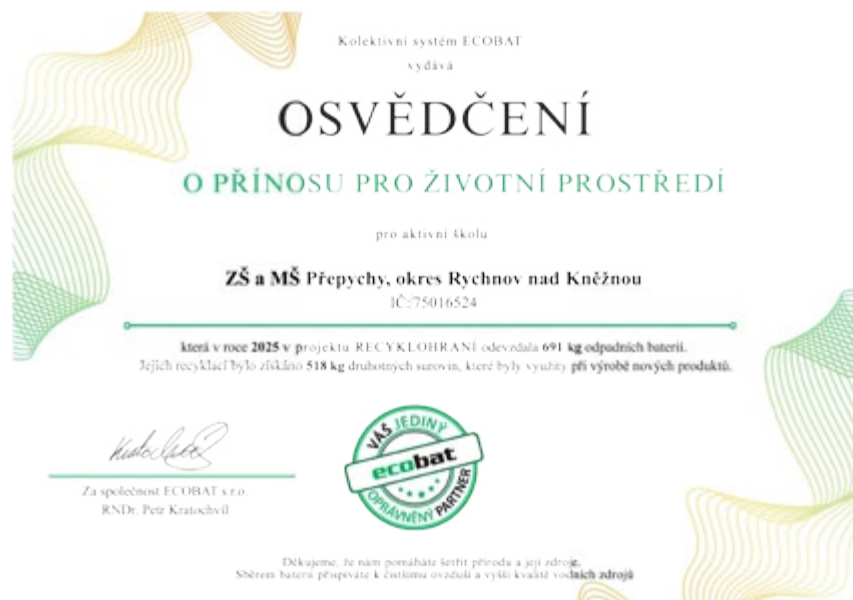 Kolektivní systém ECOBAT
vydává
OSVĚDČENÍ
O PŘÍNOSU PRO ŽIVOTNÍ PROSTŘEDÍ
pro aktivní školu
ZŠ a MŠ Přepychy, okres Rychnov nad Kněžnou
IČ:75016524
která v roce 2025 v projektu RECYKLOHRANÍ odevzdala 691 kg odpadních baterií.
Jejich recyklací bylo získáno 518 kg druhotných surovin, které byly využity při výrobě nových produktů.
VÁŠ JEDINÝ
ecobat
OPRÁVNĚNÝ PARTNER
Za společnost ECOBAT s.r.o.
RNDr. Petr Kratochvíl
Děkujeme, že nám pomáháte šetřit přírodu a její zdroje.
Sběrem baterií přispíváte k čistšímu ovzduší a vyšší kvalitě vodních zdrojů